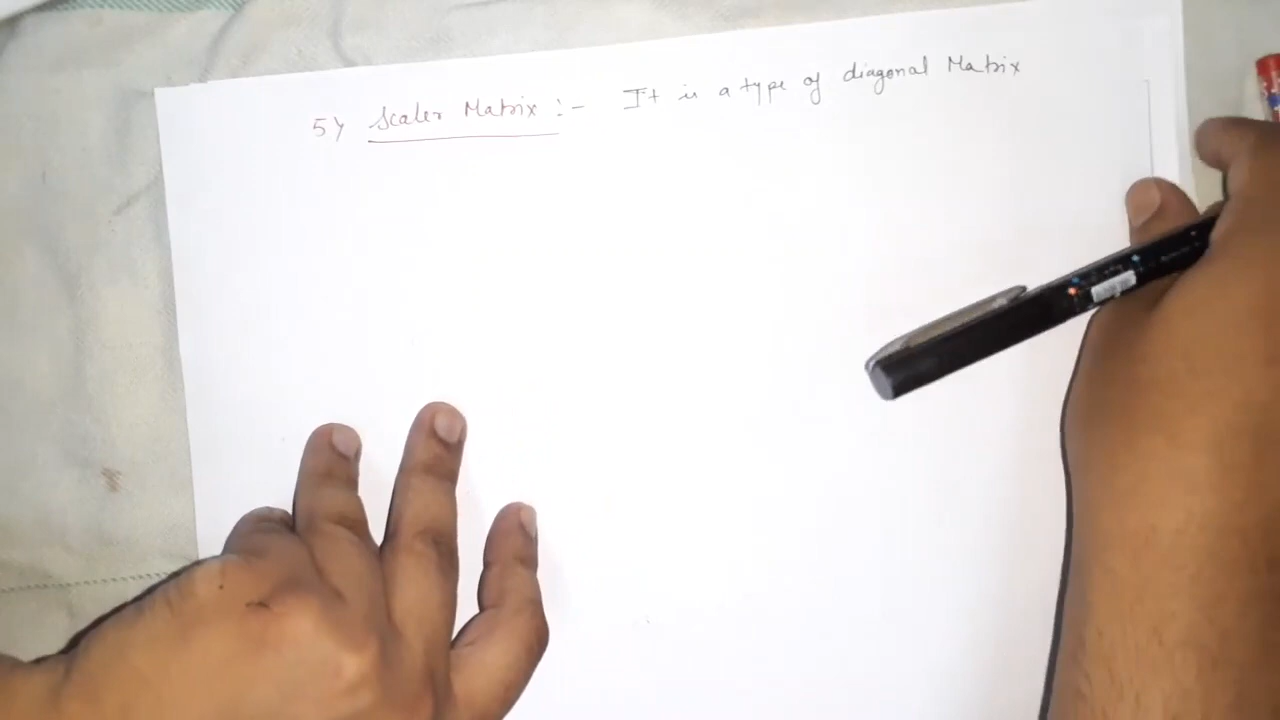 5) Scaler Matrix :- It is a type of diagonal Matrix